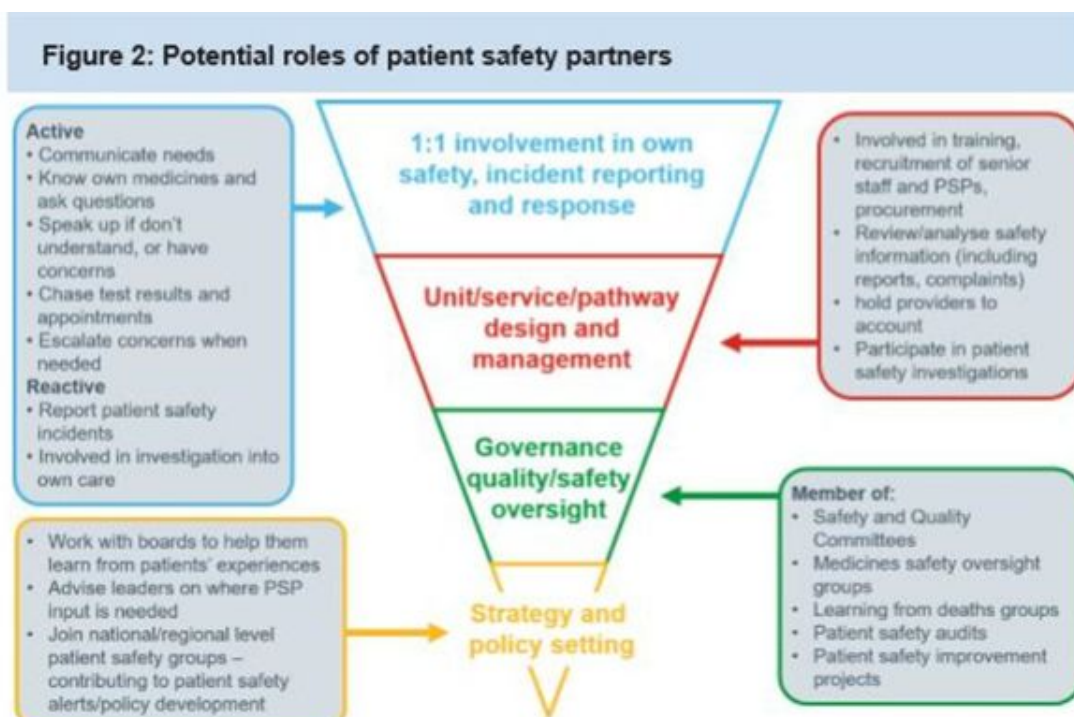 Figure 2: Potential roles of patient safety partners
Active
• Communicate needs
• Know own medicines and
ask questions
• Speak up if don't
understand, or have
concerns
• Chase test results and
appointments
• Escalate concerns when
needed
Reactive
• Report patient safety
incidents
• Involved in investigation into
own care
1:1 involvement in own
safety, incident reporting
and response
• Involved in training,
recruitment of senior
staff and PSPs,
procurement
• Review/analyse safety
information (including
reports, complaints)
• hold providers to
account
• Participate in patient
safety investigations
Unit/service/pathway
design and
management
Governance
quality/safety
oversight
Member of:
• Safety and Quality
Committees
• Medicines safety oversight
groups
• Learning from deaths groups
• Patient safety audits
• Patient safety improvement
projects
• Work with boards to help them
learn from patients' experiences
• Advise leaders on where PSP
input is needed
• Join national/regional level
patient safety groups –
contributing to patient safety
alerts/policy development
Strategy and
policy setting